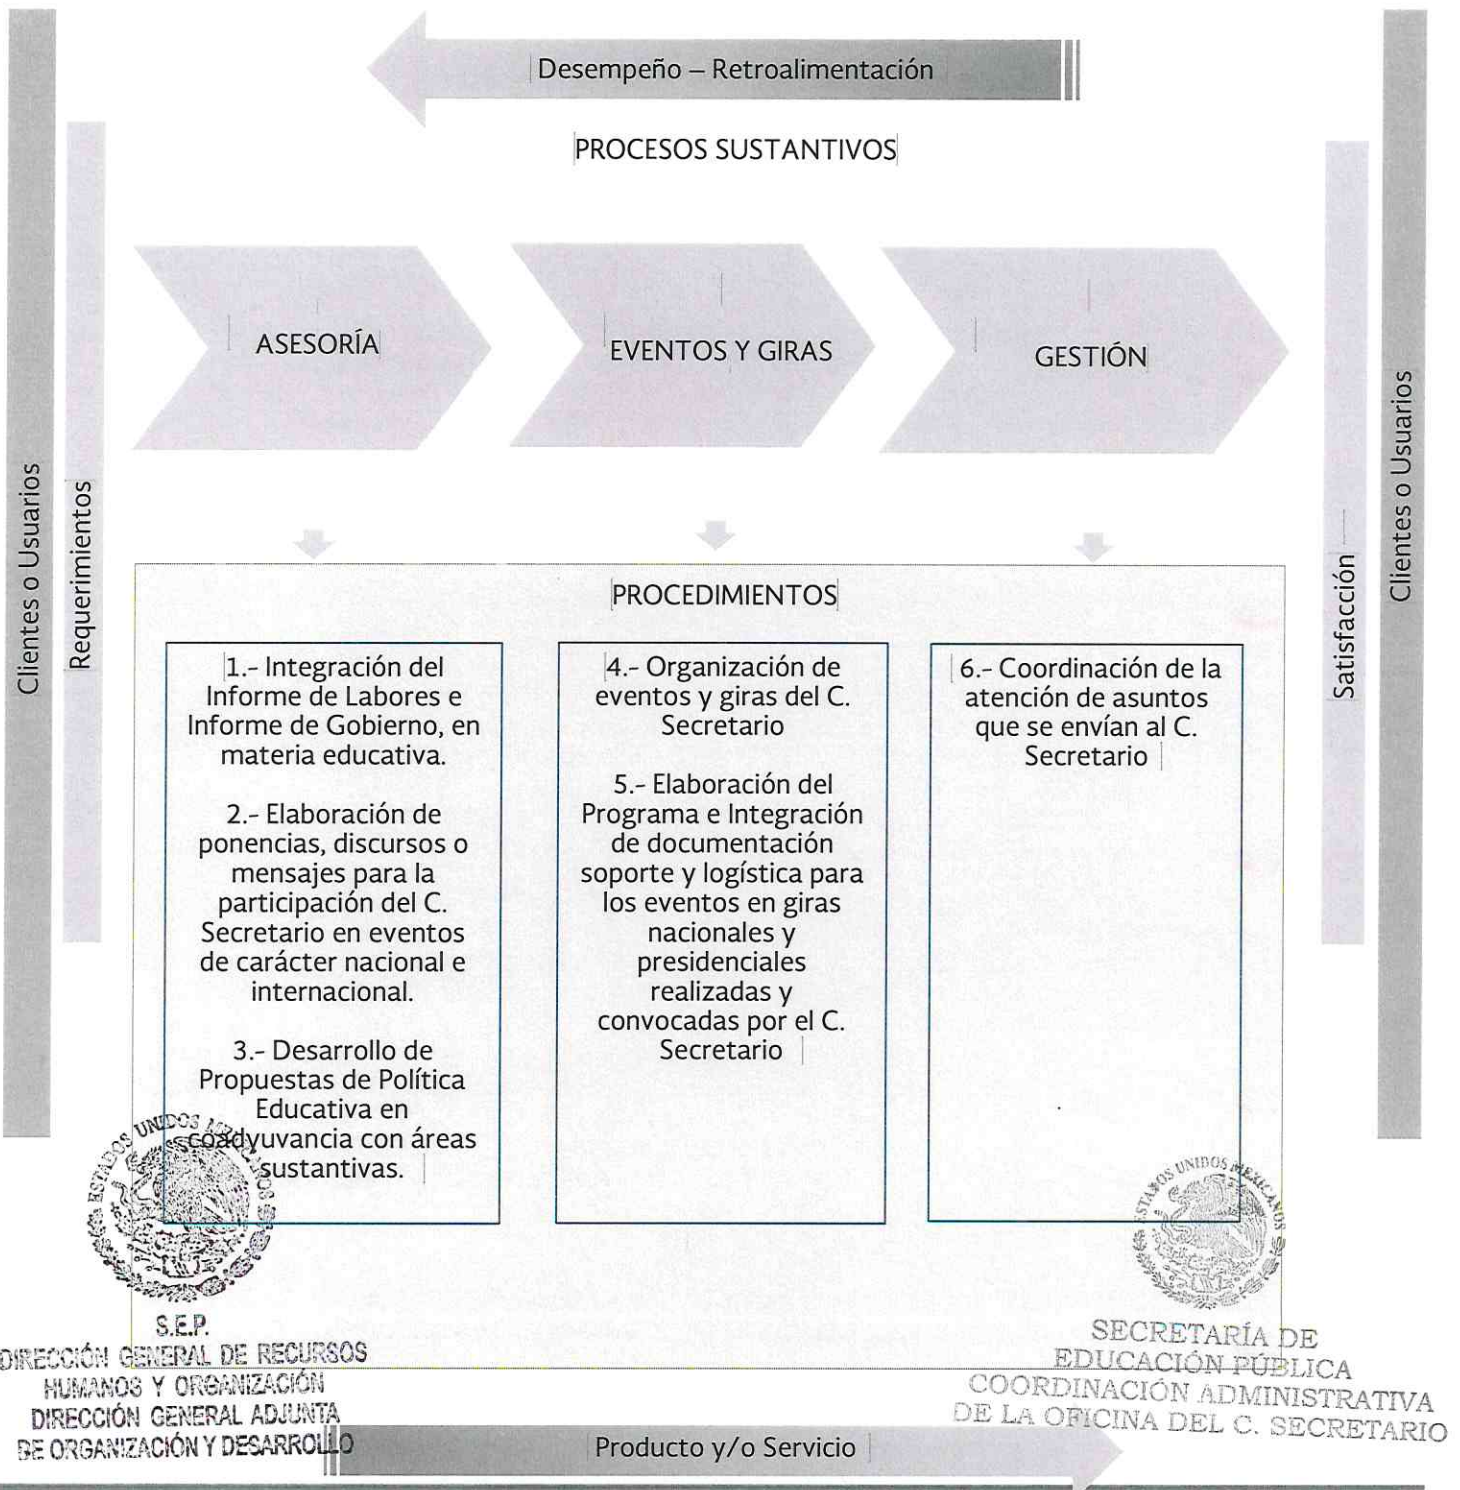 Desempeño – Retroalimentación
PROCESOS SUSTANTIVOS
Clientes o Usuarios
Requerimientos
ASESORÍA
EVENTOS Y GIRAS
GESTIÓN
Satisfacción
Clientes o Usuarios
PROCEDIMIENTOS
1.- Integración del
Informe de Labores e
Informe de Gobierno, en
materia educativa.
2.- Elaboración de
ponencias, discursos o
mensajes para la
participación del C.
Secretario en eventos
de carácter nacional e
internacional.
3.- Desarrollo de
Propuestas de Política
Educativa en
coadyuvancia con áreas
sustantivas.
4.- Organización de
eventos y giras del C.
Secretario
5.- Elaboración del
Programa e Integración
de documentación
soporte y logística para
los eventos en giras
nacionales y
presidenciales
realizadas y
convocadas por el C.
Secretario
6.- Coordinación de la
atención de asuntos
que se envían al C.
Secretario
ESTADOS UNIDOS MEXICANOS
S.E.P.
DIRECCIÓN GENERAL DE RECURSOS
HUMANOS Y ORGANIZACIÓN
DIRECCIÓN GENERAL ADJUNTA
DE ORGANIZACIÓN Y DESARROLLO
ESTADOS UNIDOS MEXICANOS
SECRETARÍA DE
EDUCACIÓN PÚBLICA
COORDINACIÓN ADMINISTRATIVA
DE LA OFICINA DEL C. SECRETARIO
Producto y/o Servicio